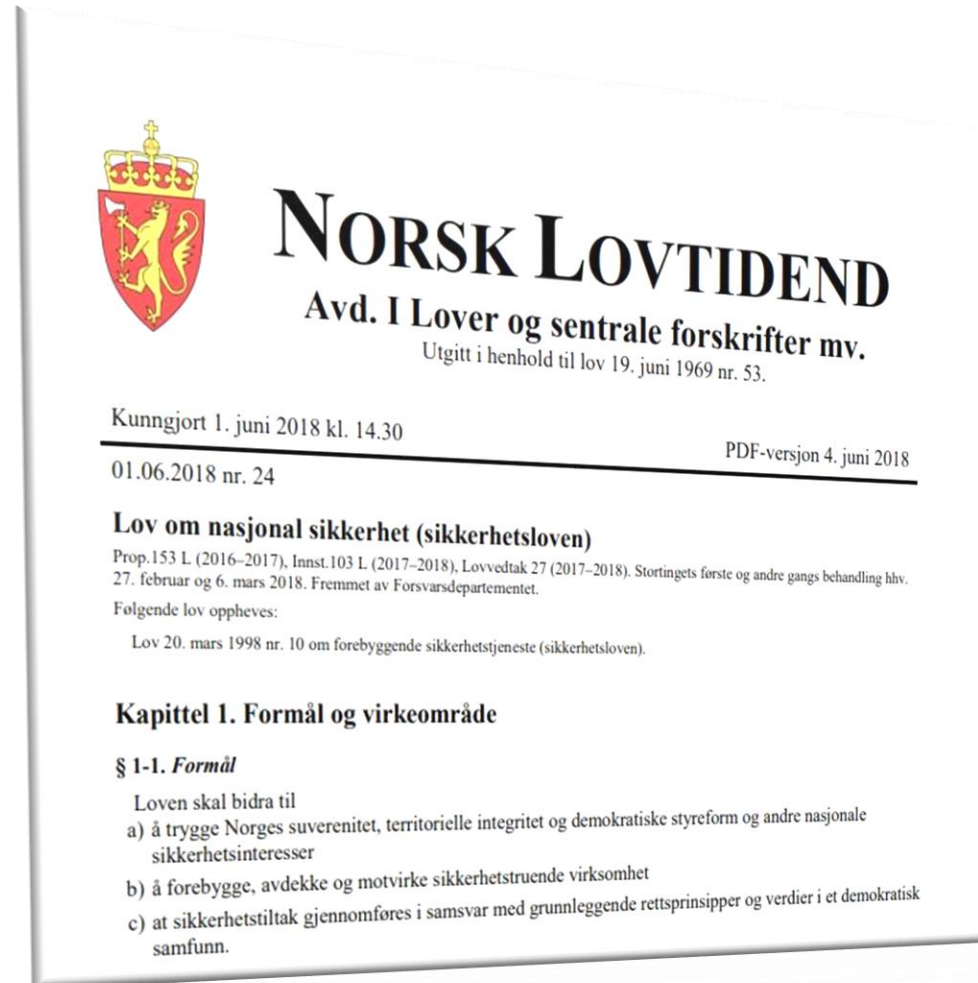 NORSK LOVTIDEND
Avd. I Lover og sentrale forskrifter mv.
Utgitt i henhold til lov 19. juni 1969 nr. 53.
Kunngjort 1. juni 2018 kl. 14.30
PDF-versjon 4. juni 2018
01.06.2018 nr. 24
Lov om nasjonal sikkerhet (sikkerhetsloven)
Prop.153 L (2016–2017), Innst.103 L (2017–2018), Lovvedtak 27 (2017–2018). Stortingets første og andre gangs behandling hhv.
27. februar og 6. mars 2018. Fremmet av Forsvarsdepartementet.
Følgende lov oppheves:
Lov 20. mars 1998 nr. 10 om forebyggende sikkerhetstjeneste (sikkerhetsloven).
Kapittel 1. Formål og virkeområde
§ 1-1. Formål
Loven skal bidra til
a) å trygge Norges suverenitet, territorielle integritet og demokratiske styreform og andre nasjonale
sikkerhetsinteresser
b) å forebygge, avdekke og motvirke sikkerhetstruende virksomhet
c) at sikkerhetstiltak gjennomføres i samsvar med grunnleggende rettsprinsipper og verdier i et demokratisk
samfunn.